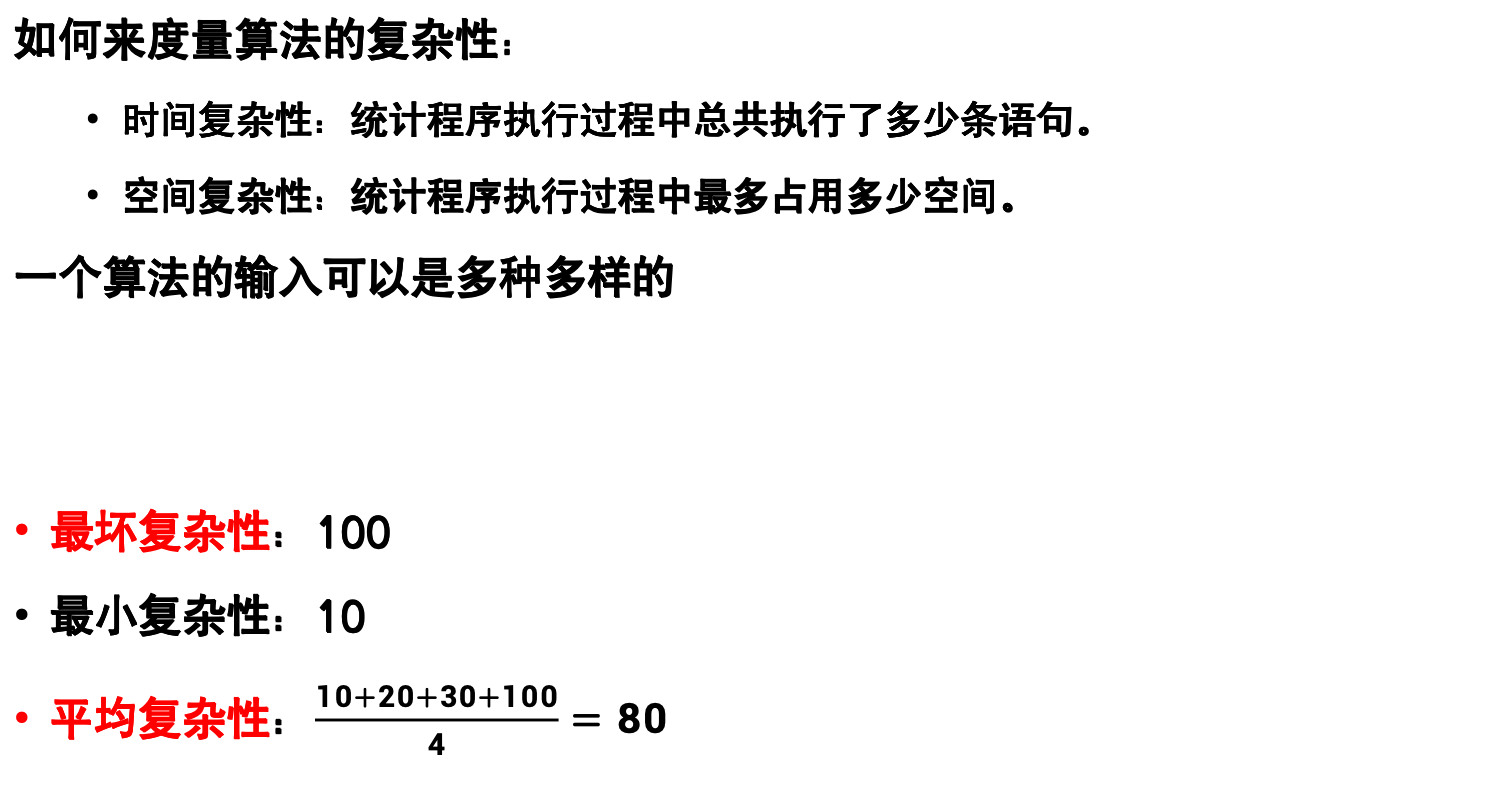 如何来度量算法的复杂性：
• 时间复杂性：统计程序执行过程中总共执行了多少条语句。
• 空间复杂性：统计程序执行过程中最多占用多少空间。
一个算法的输入可以是多种多样的
• 最坏复杂性：100
• 最小复杂性：10
• 平均复杂性：\frac{10+20+30+100}{4} = 80